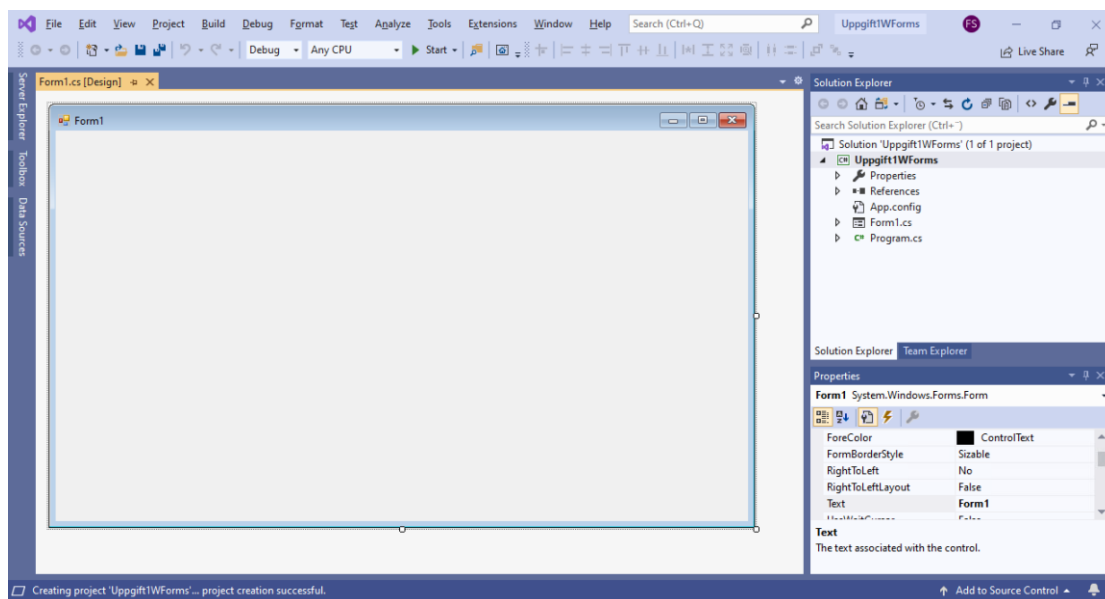 File Edit View Project Build Debug Format Test Analyze Tools Extensions Window Help Search (Ctrl+Q) Uppgift1WForms FS
Debug Any CPU Start Live Share
Server Explorer
Toolbox
Data Sources
Form1.cs [Design]
Form1
Solution Explorer
Search Solution Explorer (Ctrl+¨)
Solution 'Uppgift1WForms' (1 of 1 project)
Uppgift1WForms
Properties
References
App.config
Form1.cs
Program.cs
Solution Explorer Team Explorer
Properties
Form1 System.Windows.Forms.Form
ForeColor ControlText
FormBorderStyle Sizable
RightToLeft No
RightToLeftLayout False
Text Form1
Text
The text associated with the control.
Creating project 'Uppgift1WForms'... project creation successful. Add to Source Control